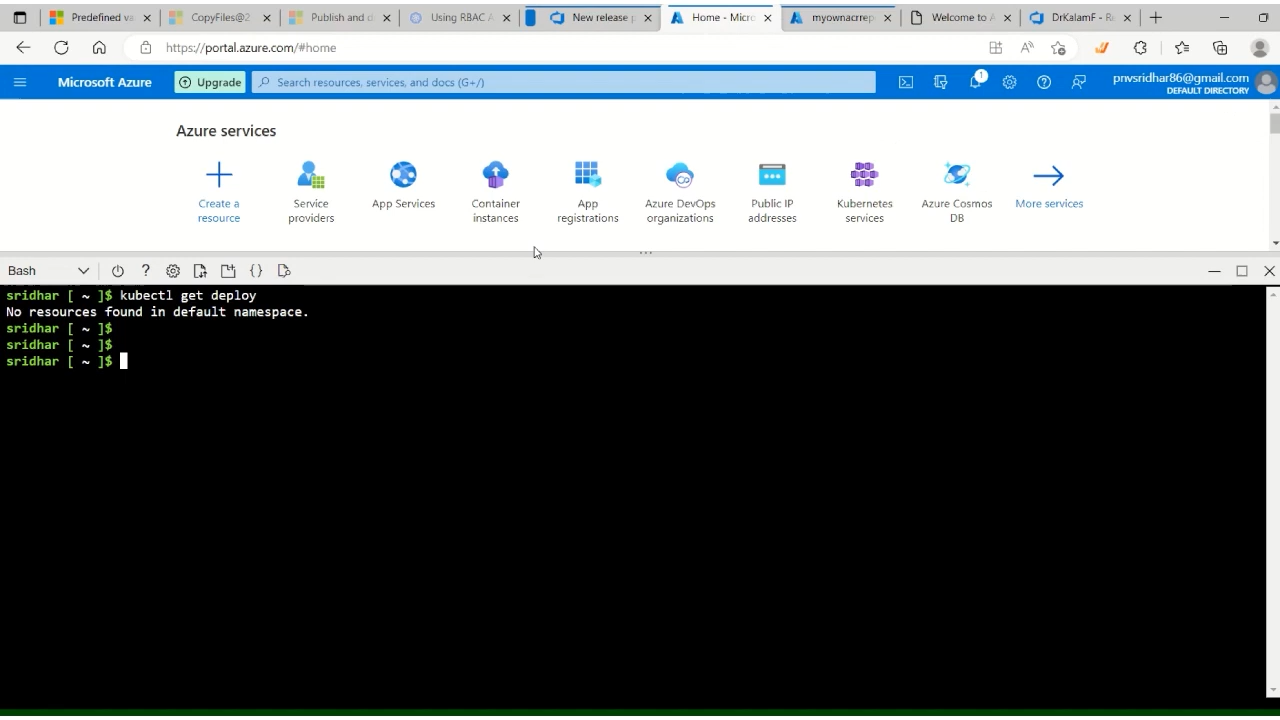 Predefined va
CopyFiles@2
Publish and d
Using RBAC A
New release p
Home - Micro
myownacrrep
Welcome to A
DrKalamF - Re
https://portal.azure.com/#home
Microsoft Azure
Upgrade
Search resources, services, and docs (G+/)
1
pnvsridhar86@gmail.com
DEFAULT DIRECTORY
Azure services
Create a
resource
Service
providers
App Services
Container
instances
App
registrations
Azure DevOps
organizations
Public IP
addresses
Kubernetes
services
Azure Cosmos
DB
More services
Bash
sridhar [ ~ ]$ kubectl get deploy
No resources found in default namespace.
sridhar [ ~ ]$
sridhar [ ~ ]$
sridhar [ ~ ]$